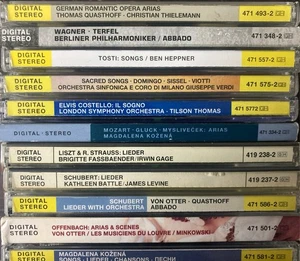 DIGITAL STEREO
GERMAN ROMANTIC OPERA ARIAS
THOMAS QUASTHOFF · CHRISTIAN THIELEMANN
471 493-2
DIGITAL STEREO
WAGNER · TERFEL
BERLINER PHILHARMONIKER / ABBADO
471 348-2
DIGITAL STEREO
TOSTI: SONGS / BEN HEPPNER
471 557-2
DIGITAL STEREO
SACRED SONGS · DOMINGO · SISSEL · VIOTTI
ORCHESTRA SINFONICA E CORO DI MILANO GIUSEPPE VERDI
471 575-2
DIGITAL STEREO
ELVIS COSTELLO: IL SOGNO
LONDON SYMPHONY ORCHESTRA · TILSON THOMAS
471 5772
DIGITAL · STEREO
MOZART · GLUCK · MYSLIVEČEK: ARIAS
MAGDALENA KOŽENÁ
471 334-2
DIGITAL STEREO
LISZT & R. STRAUSS: LIEDER
BRIGITTE FASSBAENDER/IRWIN GAGE
419 238-2
DIGITAL STEREO
SCHUBERT: LIEDER
KATHLEEN BATTLE/JAMES LEVINE
419 237-2
DIGITAL STEREO
SCHUBERT
LIEDER WITH ORCHESTRA
VON OTTER · QUASTHOFF
ABBADO
471 586-2
DIGITAL STEREO
OFFENBACH: ARIAS & SCENES
VON OTTER / LES MUSICIENS DU LOUVRE / MINKOWSKI
471 501-2
DIGITAL STEREO
MAGDALENA KOŽENÁ
SONGS · LIEDER · CHANSONS
471 581-2